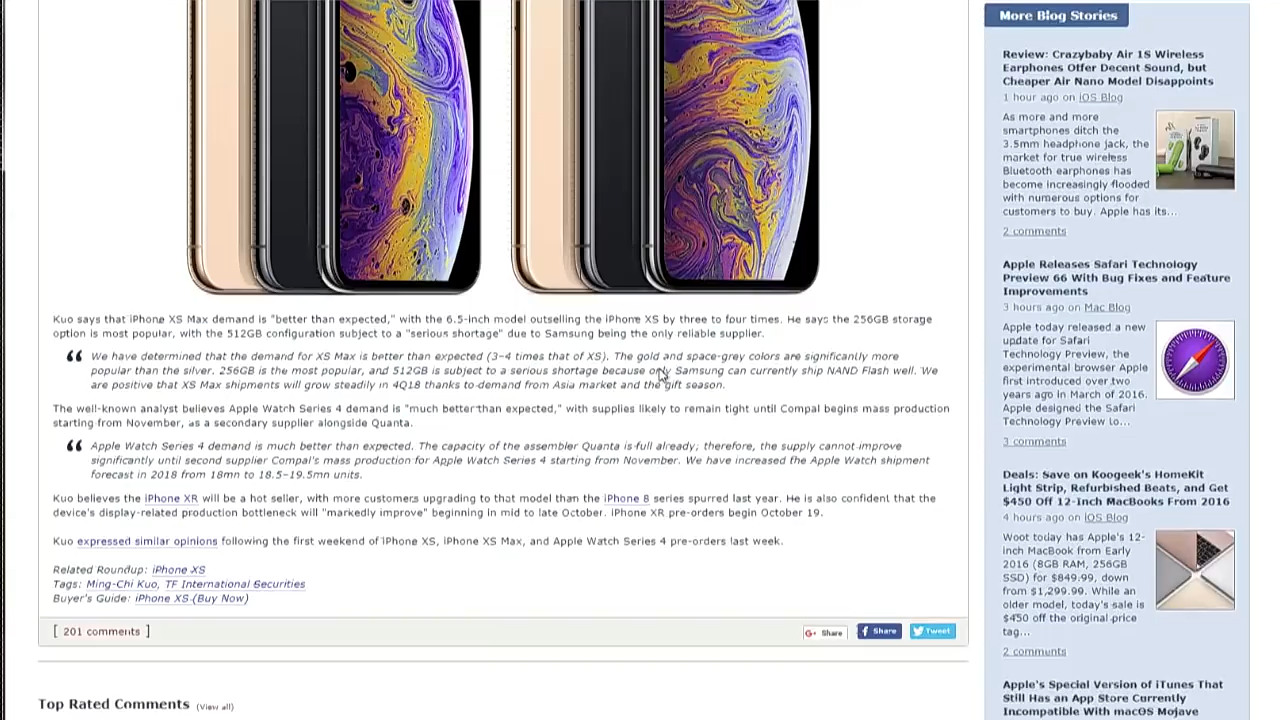 Kuo says that iPhone XS Max demand is "better than expected," with the 6.5-inch model outselling the iPhone XS by three to four times. He says the 256GB storage
option is most popular, with the 512GB configuration subject to a "serious shortage" due to Samsung being the only reliable supplier.
“ We have determined that the demand for XS Max is better than expected (3-4 times that of XS). The gold and space-grey colors are significantly more
popular than the silver. 256GB is the most popular, and 512GB is subject to a serious shortage because only Samsung can currently ship NAND Flash well. We
are positive that XS Max shipments will grow steadily in 4Q18 thanks to demand from Asia market and the gift season.
The well-known analyst believes Apple Watch Series 4 demand is "much better than expected," with supplies likely to remain tight until Compal begins mass production
starting from November, as a secondary supplier alongside Quanta.
“ Apple Watch Series 4 demand is much better than expected. The capacity of the assembler Quanta is full already; therefore, the supply cannot improve
significantly until second supplier Compal's mass production for Apple Watch Series 4 starting from November. We have increased the Apple Watch shipment
forecast in 2018 from 18mn to 18.5-19.5mn units.
Kuo believes the iPhone XR will be a hot seller, with more customers upgrading to that model than the iPhone 8 series spurred last year. He is also confident that the
device's display-related production bottleneck will "markedly improve" beginning in mid to late October. iPhone XR pre-orders begin October 19.
Kuo expressed similar opinions following the first weekend of iPhone XS, iPhone XS Max, and Apple Watch Series 4 pre-orders last week.
Related Roundup: iPhone XS
Tags: Ming-Chi Kuo, TF International Securities
Buyer's Guide: iPhone XS (Buy Now)
[ 201 comments ]
G+ Share
f Share
Tweet
Top Rated Comments (View all)
More Blog Stories
Review: Crazybaby Air 1S Wireless
Earphones Offer Decent Sound, but
Cheaper Air Nano Model Disappoints
1 hour ago on iOS Blog
As more and more
smartphones ditch the
3.5mm headphone jack, the
market for true wireless
Bluetooth earphones has
become increasingly flooded
with numerous options for
customers to buy. Apple has its...
2 comments
Apple Releases Safari Technology
Preview 66 With Bug Fixes and Feature
Improvements
3 hours ago on Mac Blog
Apple today released a new
update for Safari
Technology Preview, the
experimental browser Apple
first introduced over two
years ago in March of 2016.
Apple designed the Safari
Technology Preview to...
3 comments
Deals: Save on Koogeek's HomeKit
Light Strip, Refurbished Beats, and Get
$450 Off 12-Inch MacBooks From 2016
4 hours ago on iOS Blog
Woot today has Apple's 12-
inch MacBook from Early
2016 (8GB RAM, 256GB
SSD) for $849.99, down
from $1,299.99. While an
older model, today's sale is
$450 off the original price
tag...
2 comments
Apple's Special Version of iTunes That
Still Has an App Store Currently
Incompatible With macOS Mojave